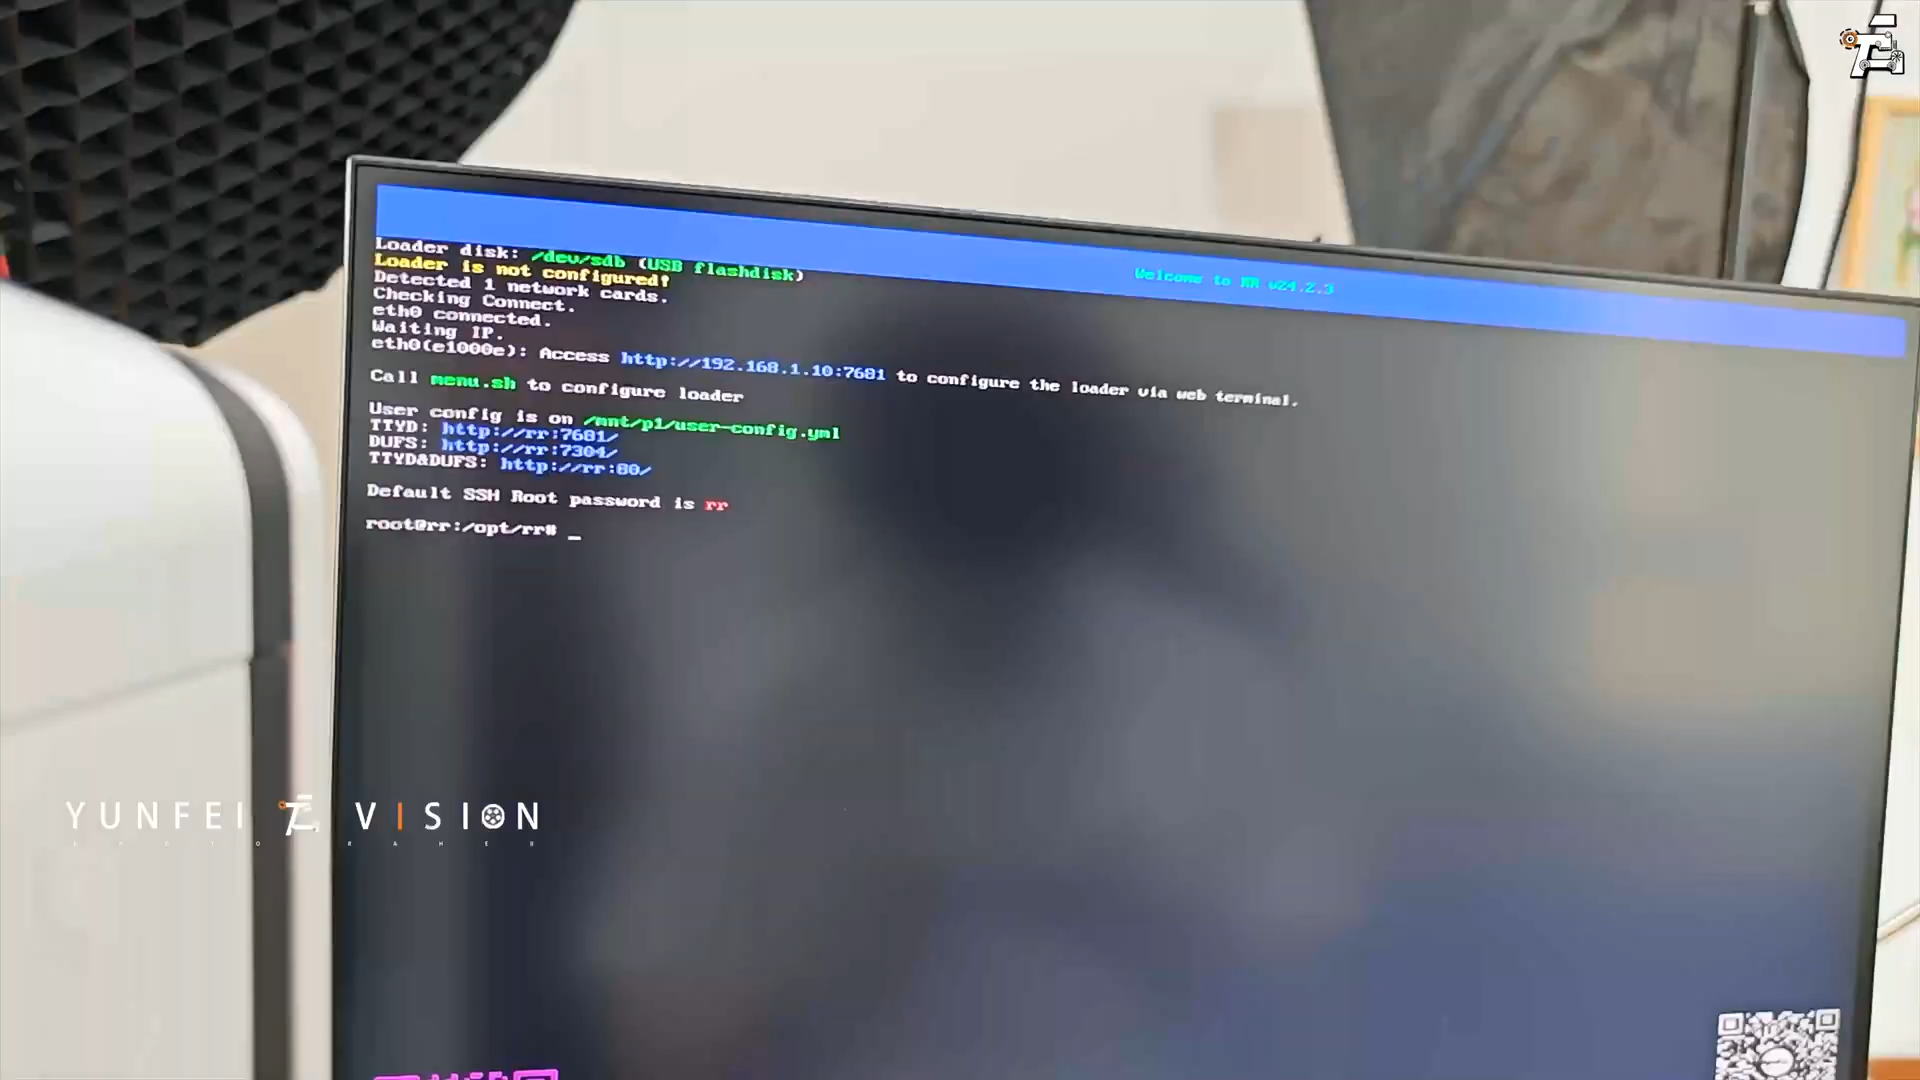 Welcome to RR v24.2.3
Loader disk: /dev/sdb (USB flashdisk)
Loader is not configured!
Detected 1 network cards.
Checking Connect.
eth0 connected.
Waiting IP.
eth0(e1000e): Access http://192.168.1.10:7681 to configure the loader via web terminal.
Call menu.sh to configure loader
User config is on /mnt/p1/user-config.yml
TTYD: http://rr:7681/
DUFS: http://rr:7304/
TTYD&DUFS: http://rr:80/
Default SSH Root password is rr
root@rr:/opt/rr# _
YUNFEI VISION